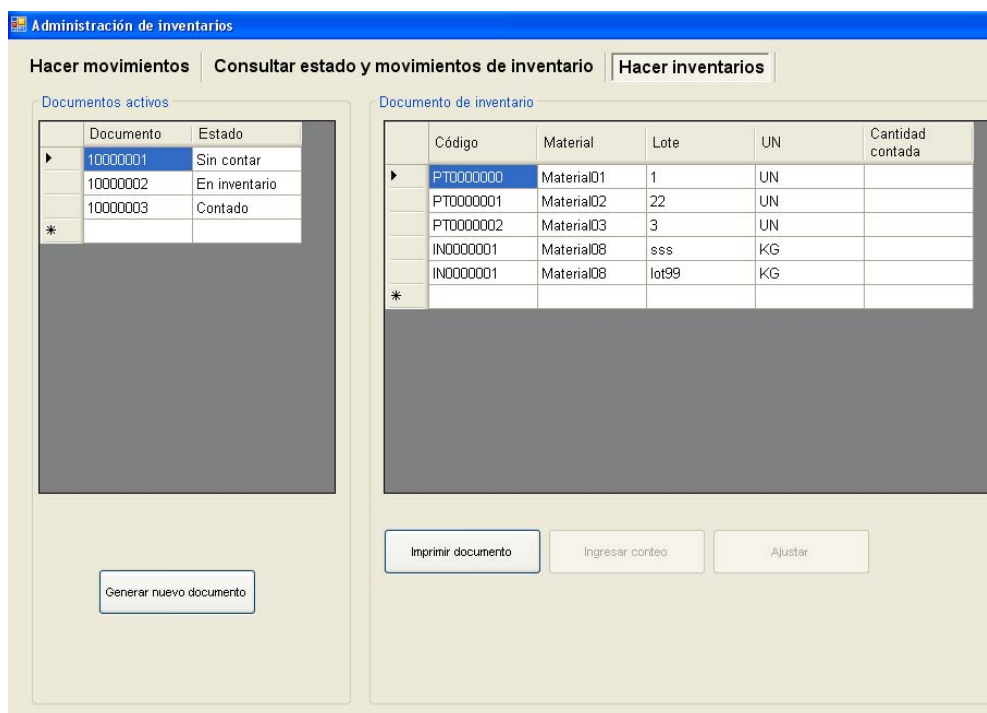 Administración de inventarios
Hacer movimientos Consultar estado y movimientos de inventario Hacer inventarios
Documentos activos
Documento Estado
10000001 Sin contar
10000002 En inventario
10000003 Contado
Generar nuevo documento
Documento de inventario
Código Material Lote UN Cantidad
contada
PT0000000 Material01 1 UN
PT0000001 Material02 22 UN
PT0000002 Material03 3 UN
IN0000001 Material08 sss KG
IN0000001 Material08 lot99 KG
Imprimir documento Ingresar conteo Ajustar